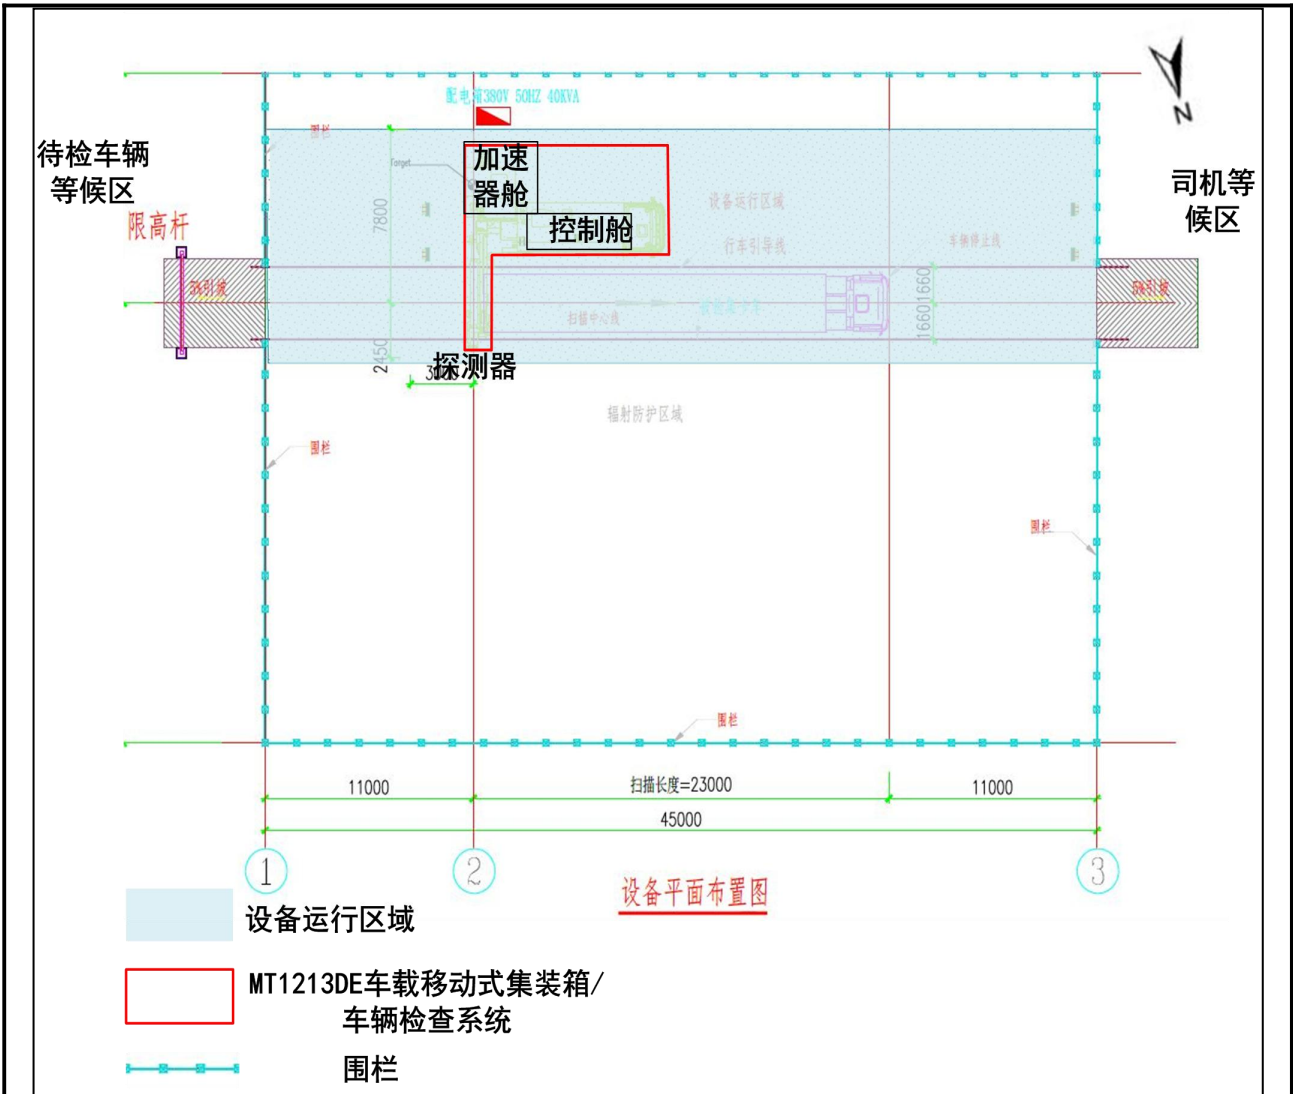 配电箱380V 50HZ 40KVA
N
围栏
待检车辆
等候区
Target
加速
器舱
司机等
候区
限高杆
7800
设备运行区域
控制舱
行车引导线
车辆停止线
5%引坡
1660
1660
扫描中心线
5%引坡
2450
探测器
辐射防护区域
围栏
围栏
围栏
11000
扫描长度=23000
11000
45000
1
2
3
设备平面布置图
设备运行区域
MT1213DE车载移动式集装箱/
车辆检查系统
围栏